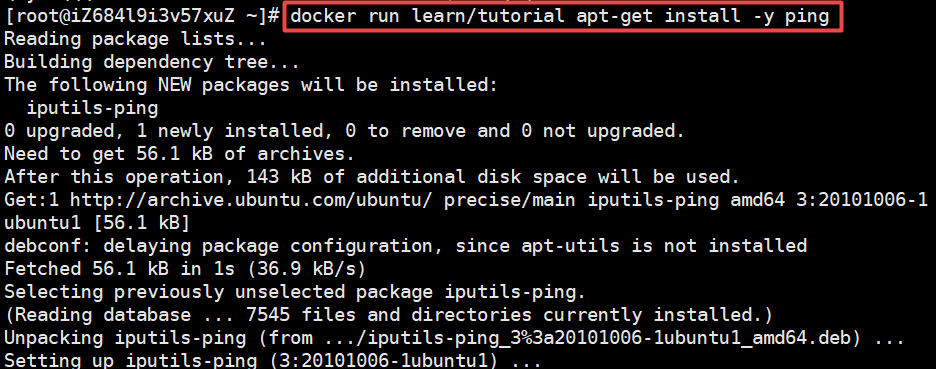 [root@iZ684l9i3v57xuZ ~]# docker run learn/tutorial apt-get install -y ping
Reading package lists...
Building dependency tree...
The following NEW packages will be installed:
  iputils-ping
0 upgraded, 1 newly installed, 0 to remove and 0 not upgraded.
Need to get 56.1 kB of archives.
After this operation, 143 kB of additional disk space will be used.
Get:1 http://archive.ubuntu.com/ubuntu/ precise/main iputils-ping amd64 3:20101006-1
ubuntu1 [56.1 kB]
debconf: delaying package configuration, since apt-utils is not installed
Fetched 56.1 kB in 1s (36.9 kB/s)
Selecting previously unselected package iputils-ping.
(Reading database ... 7545 files and directories currently installed.)
Unpacking iputils-ping (from .../iputils-ping_3%3a20101006-1ubuntu1_amd64.deb) ...
Setting up iputils-ping (3:20101006-1ubuntu1) ...